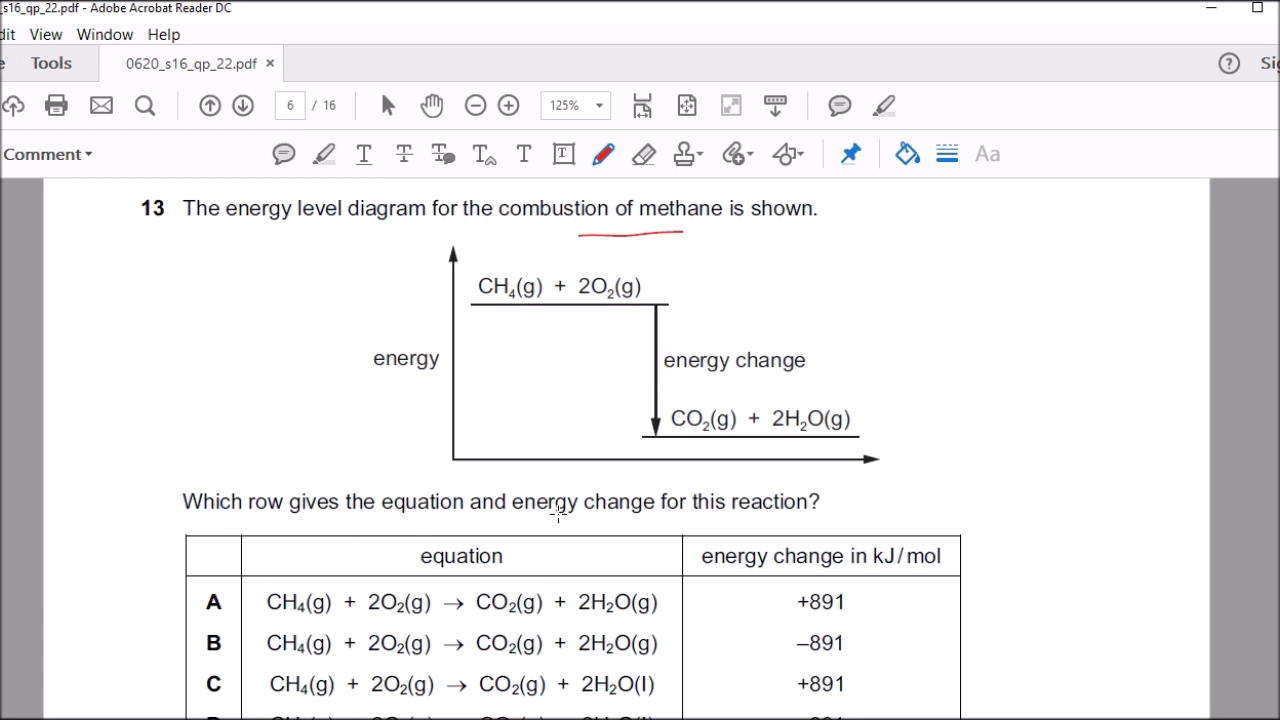 _s16_qp_22.pdf - Adobe Acrobat Reader DC
dit View Window Help
e Tools 0620_s16_qp_22.pdf × ? Sig
6 / 16 125%
Comment T T T T T T Aa
13 The energy level diagram for the combustion of methane is shown.
CH₄(g) + 2O₂(g)
energy
energy change
CO₂(g) + 2H₂O(g)
Which row gives the equation and energy change for this reaction?
equation energy change in kJ/mol
A CH₄(g) + 2O₂(g) → CO₂(g) + 2H₂O(g) +891
B CH₄(g) + 2O₂(g) → CO₂(g) + 2H₂O(g) –891
C CH₄(g) + 2O₂(g) → CO₂(g) + 2H₂O(l) +891